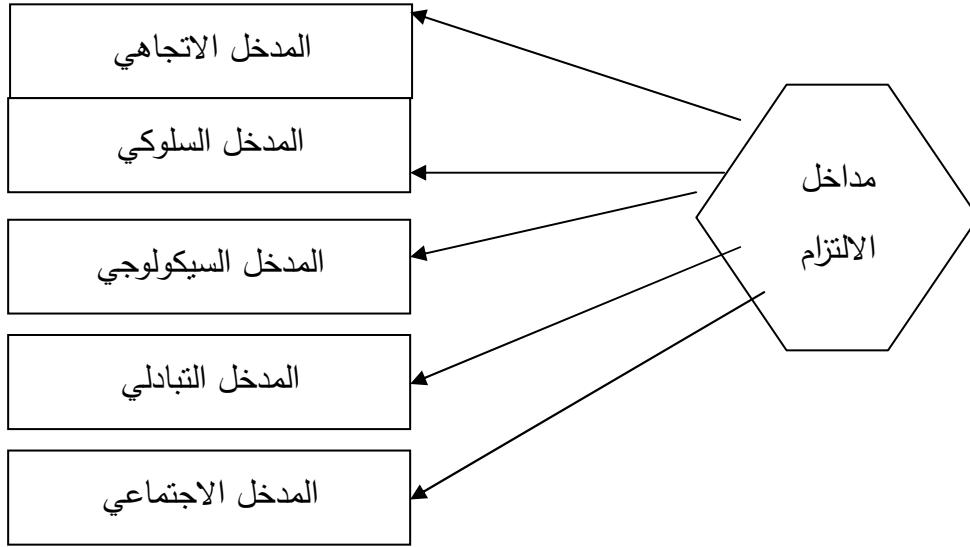 مداخل
الالتزام
المدخل الاتجاهي
المدخل السلوكي
المدخل السيكولوجي
المدخل التبادلي
المدخل الاجتماعي